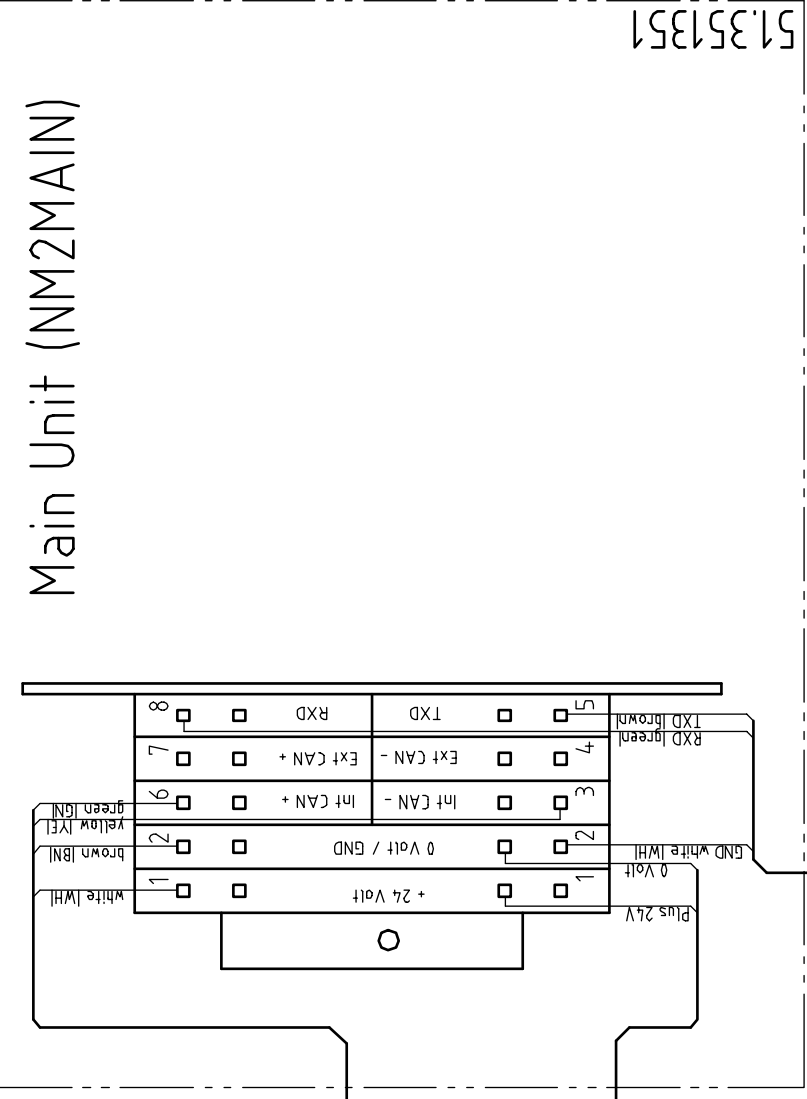 51.351351
Main Unit (NM2MAIN)
8
RXD
TXD
5
TXD |brown|
RXD |green|
7
Ext CAN +
Ext CAN -
4
6
Int CAN +
Int CAN -
3
green |GN|
yellow |YE|
2
0 Volt / GND
2
brown |BN|
GND white |WH|
0 Volt
1
+ 24 Volt
1
white |WH|
Plus 24V